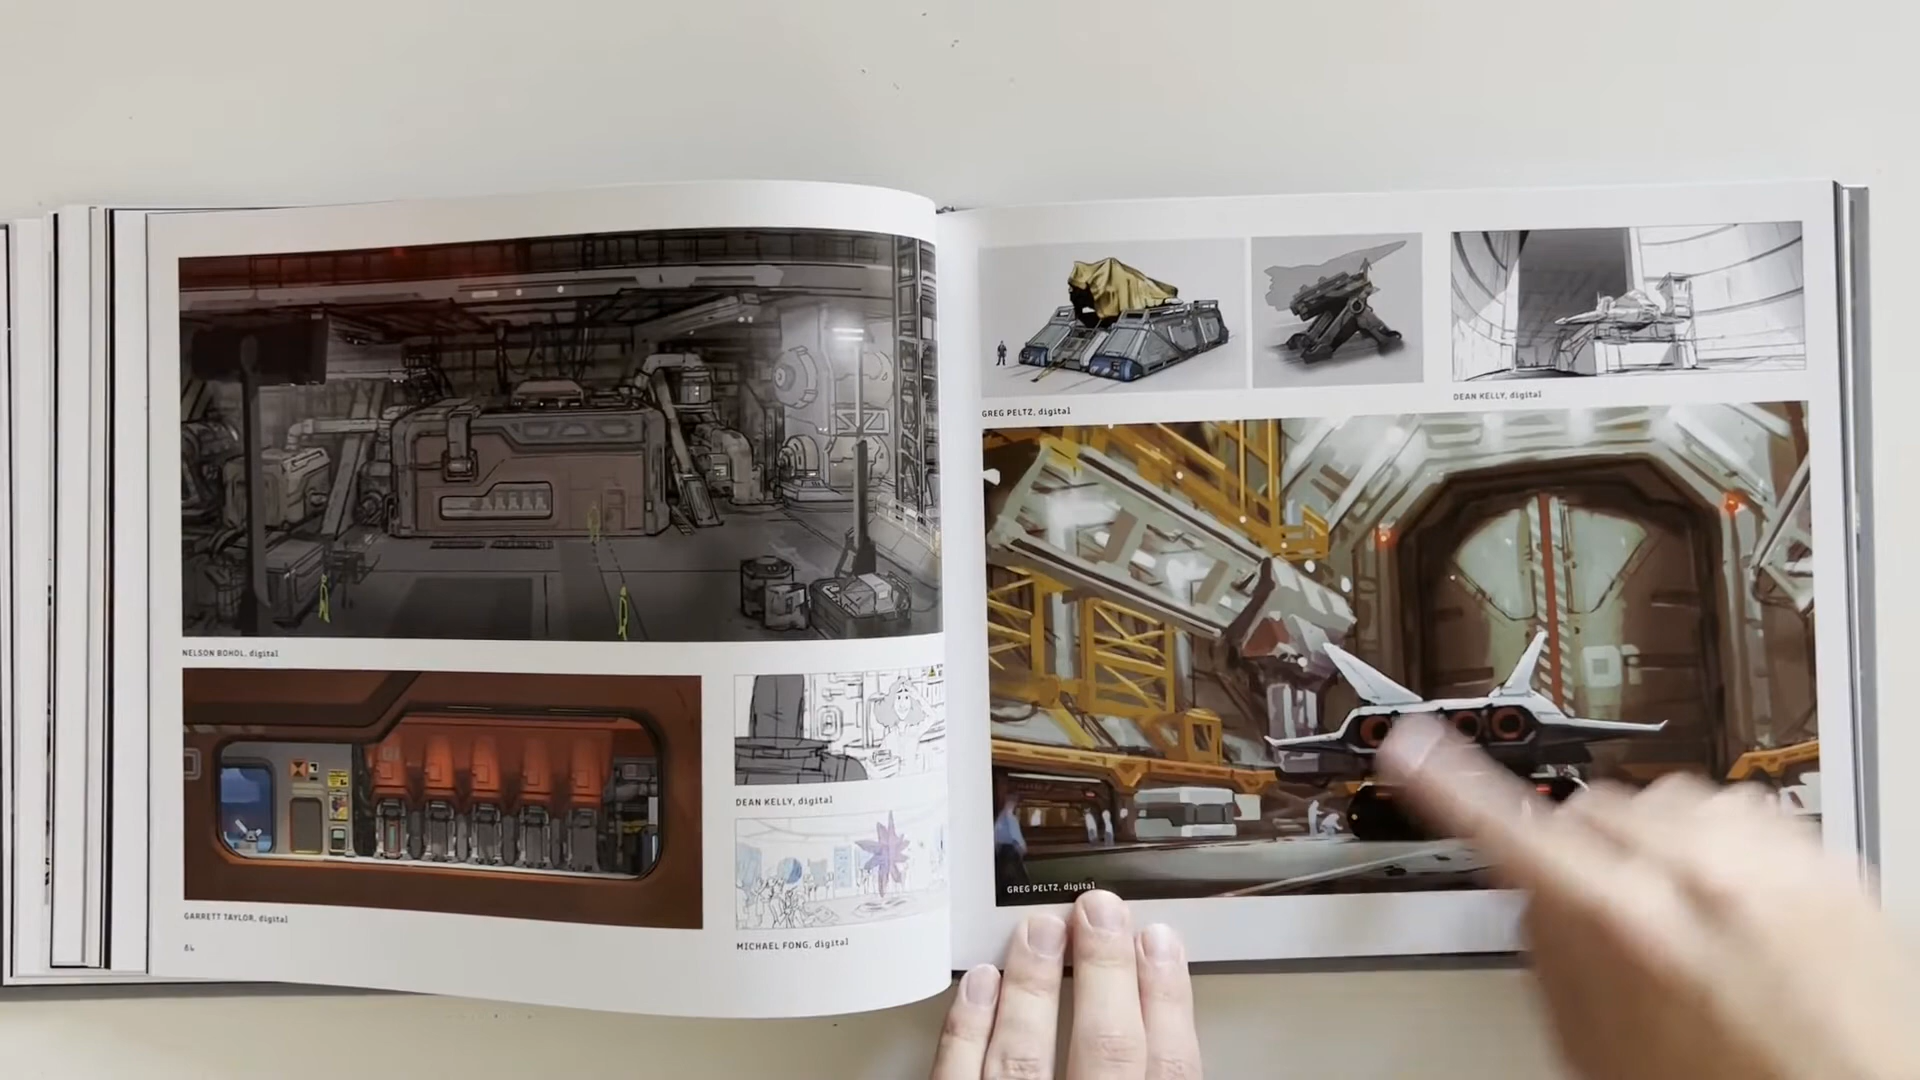 NELSON BOHOL, digital
GARRETT TAYLOR, digital
DEAN KELLY, digital
MICHAEL FONG, digital
GREG PELTZ, digital
DEAN KELLY, digital
GREG PELTZ, digital